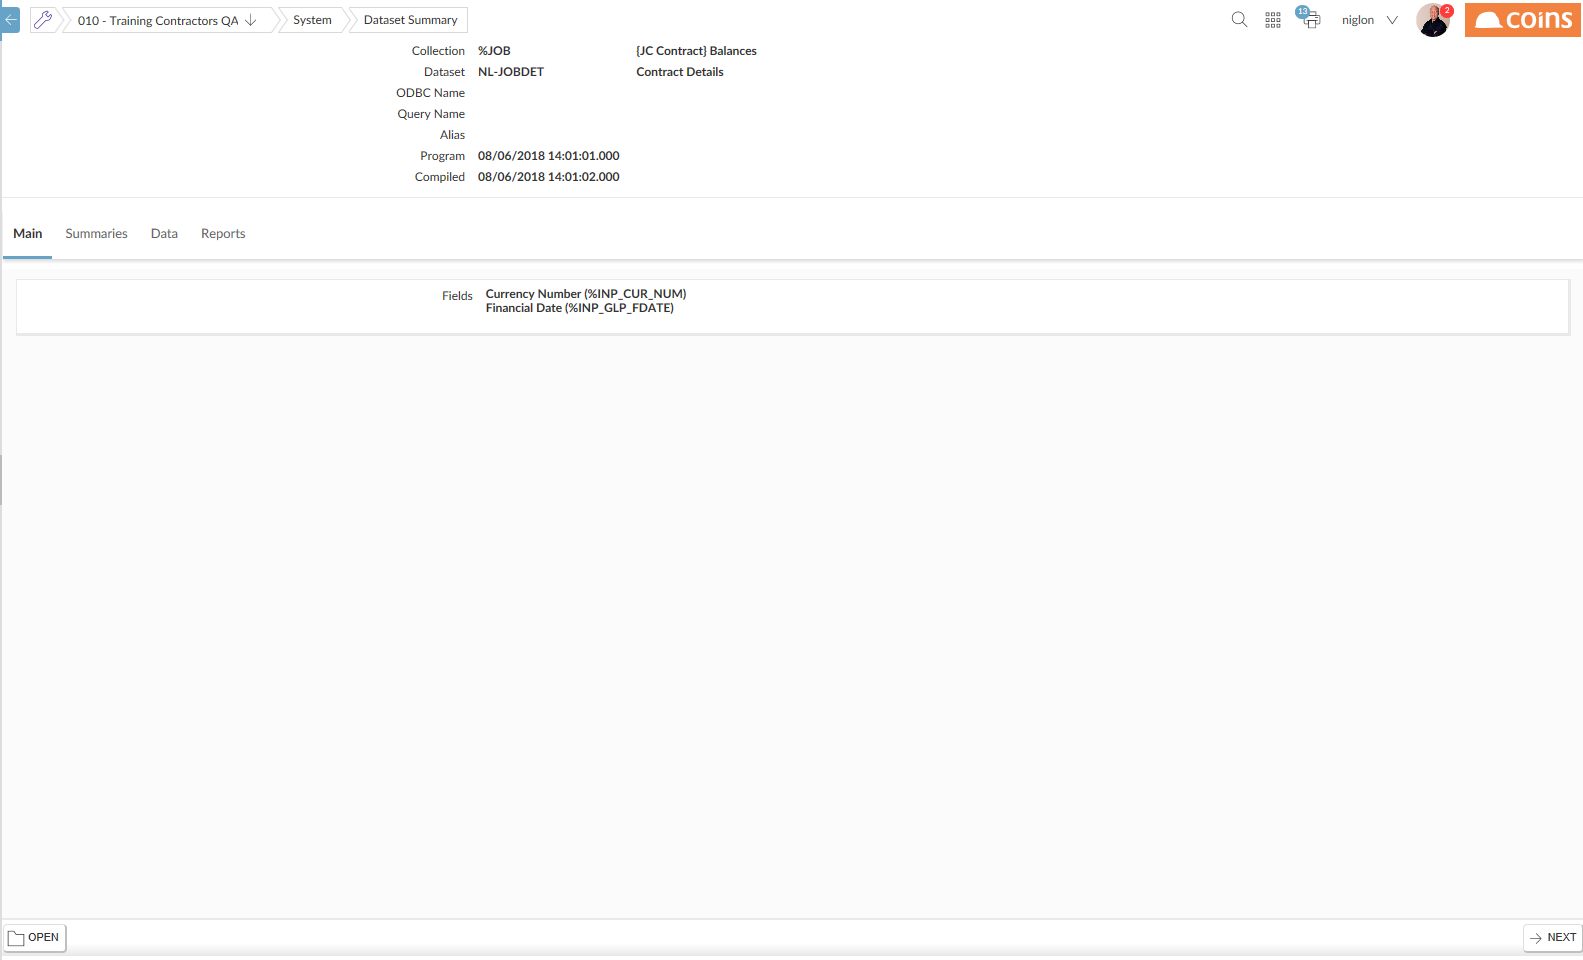 010 - Training Contractors QA System Dataset Summary 13 niglon 2 coins
Collection %JOB {JC Contract} Balances
Dataset NL-JOBDET Contract Details
ODBC Name
Query Name
Alias
Program 08/06/2018 14:01:01.000
Compiled 08/06/2018 14:01:02.000
Main Summaries Data Reports
Fields Currency Number (%INP_CUR_NUM)
Financial Date (%INP_GLP_FDATE)
OPEN NEXT